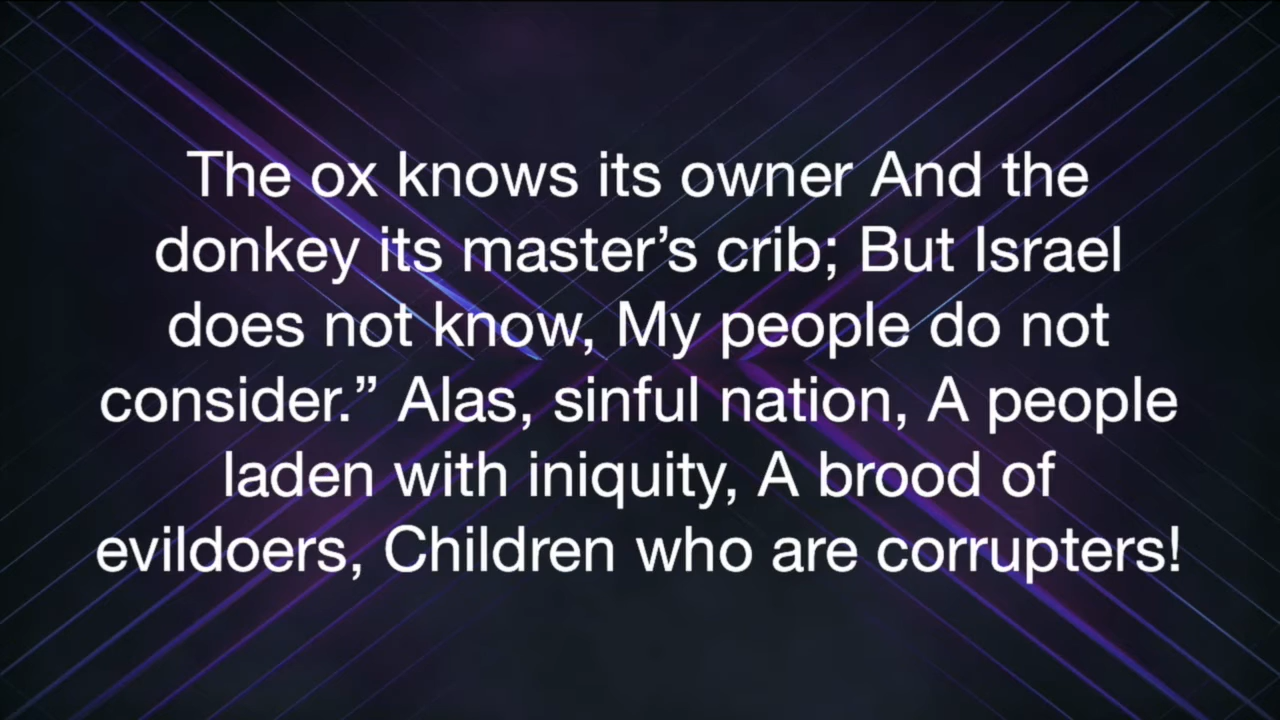 The ox knows its owner And the
donkey its master’s crib; But Israel
does not know, My people do not
consider.” Alas, sinful nation, A people
laden with iniquity, A brood of
evildoers, Children who are corrupters!